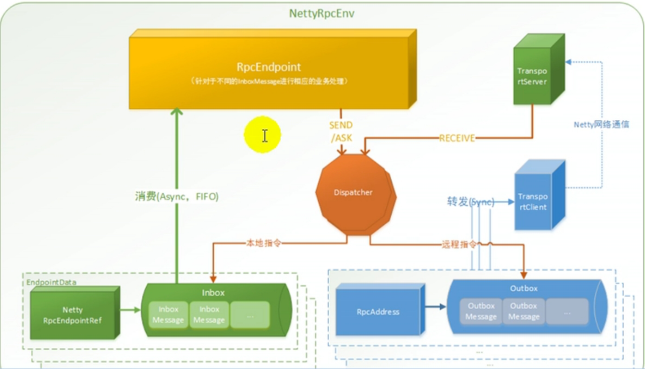 NettyRpcEnv
RpcEndpoint
(针对于不同的InboxMessage进行相应的业务处理)
Transpo
rtServer
SEND
/ASK
RECEIVE
Netty网络通信
消费(Async, FIFO)
Dispatcher
转发(Sync)
Transpo
rtClient
本地指令
远程指令
EndpointData
Inbox
Netty
RpcEndpointRef
Inbox
Message
Inbox
Message
...
RpcAddress
Outbox
Outbox
Message
Outbox
Message
...
...
...